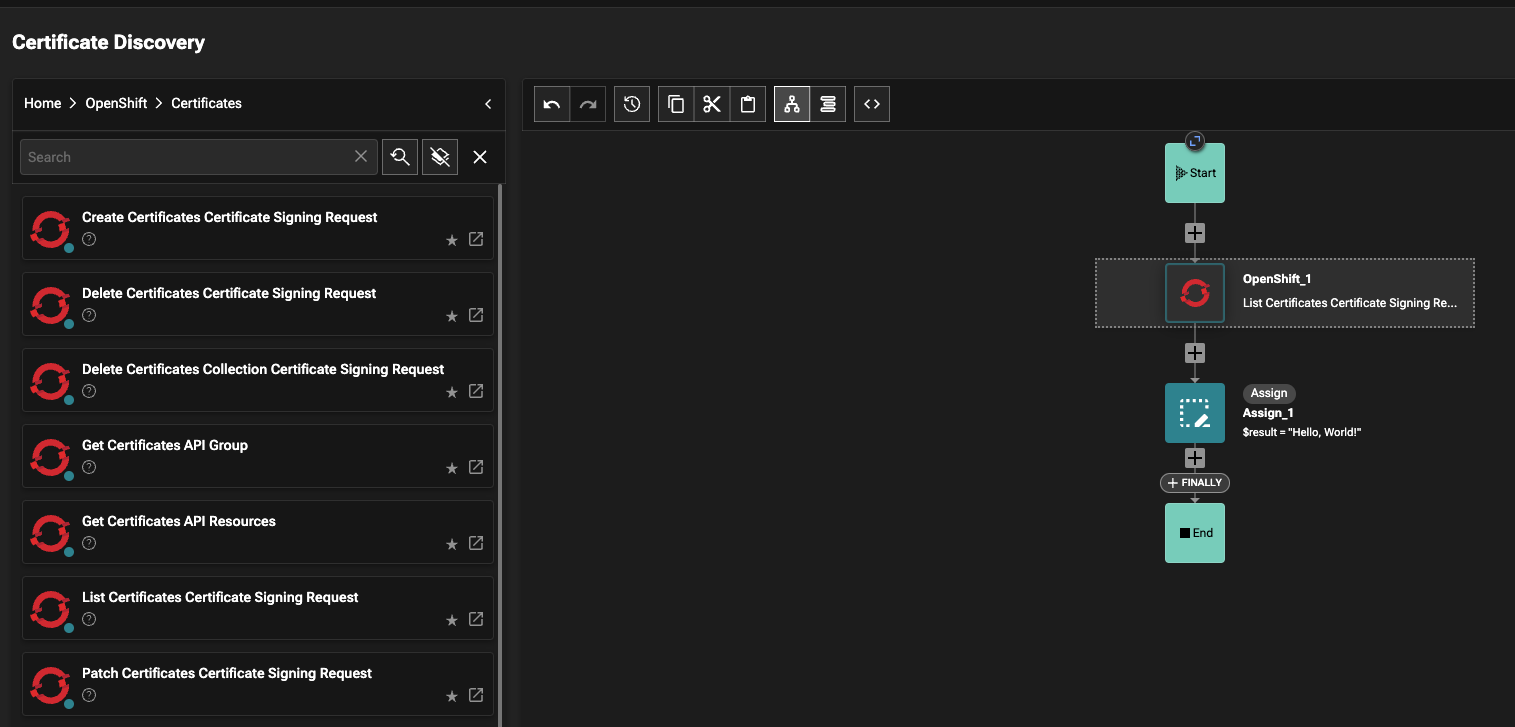 Certificate Discovery
Home > OpenShift > Certificates
Search
Create Certificates Certificate Signing Request
Delete Certificates Certificate Signing Request
Delete Certificates Collection Certificate Signing Request
Get Certificates API Group
Get Certificates API Resources
List Certificates Certificate Signing Request
Patch Certificates Certificate Signing Request
Start
OpenShift_1
List Certificates Certificate Signing Re...
Assign
Assign_1
$result = "Hello, World!"
+ FINALLY
End